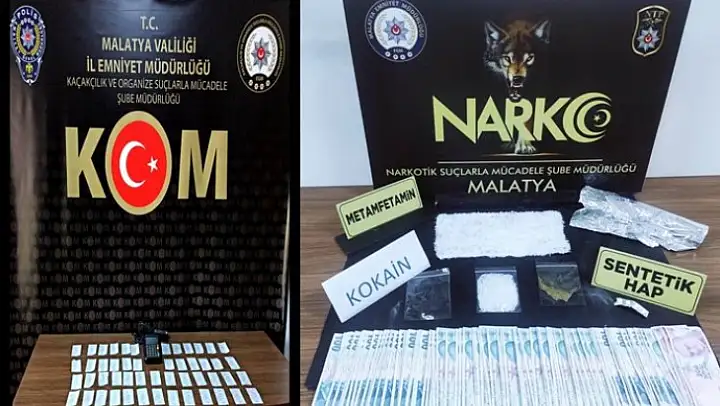 POLİS
T.C.
MALATYA VALİLİĞİ
İL EMNİYET MÜDÜRLÜĞÜ
KAÇAKÇILIK VE ORGANİZE SUÇLARLA MÜCADELE
ŞUBE MÜDÜRLÜĞÜ
KOM
NARKO
NARKOTİK SUÇLARLA MÜCADELE ŞUBE MÜDÜRLÜĞÜ
MALATYA
METAMFETAMİN
KOKAİN
SENTETİK
HAP